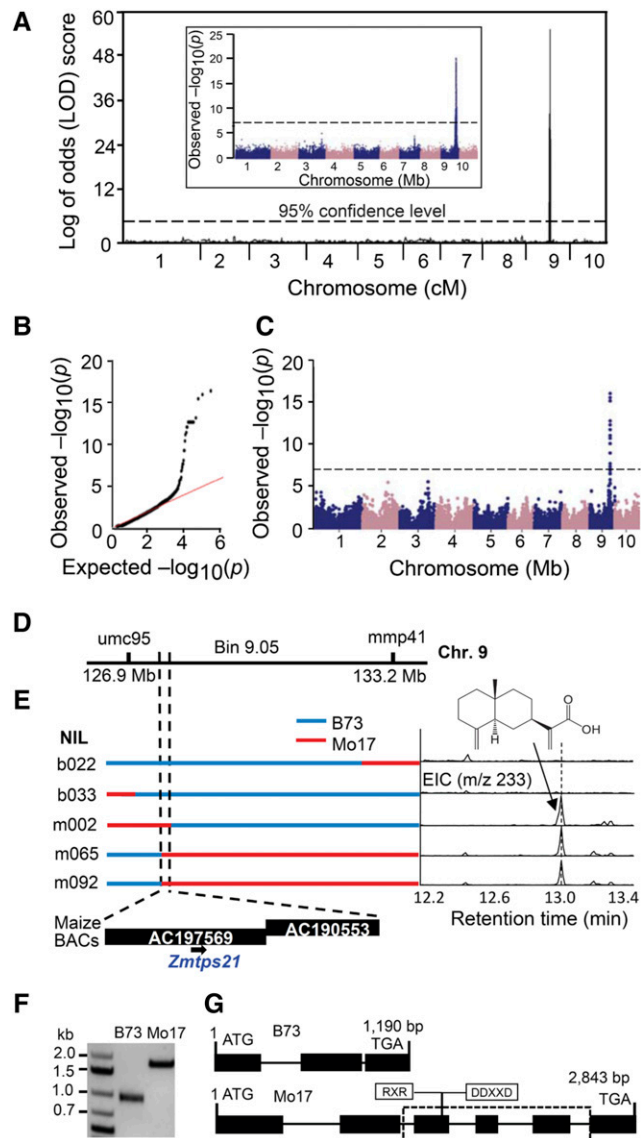 A
Log of odds (LOD) score
60
48
36
24
12
0
Observed –log10(p)
25
20
15
10
5
0
1 2 3 4 5 6 7 8 9 10
Chromosome (Mb)
95% confidence level
1 2 3 4 5 6 7 8 9 10
Chromosome (cM)
B
Observed –log10(p)
20
15
10
5
0
0 2 4 6
Expected –log10(p)
C
Observed –log10(p)
20
15
10
5
0
1 2 3 4 5 6 7 8 9 10
Chromosome (Mb)
D
umc95
Bin 9.05
mmp41
Chr. 9
126.9 Mb
133.2 Mb
E
B73
Mo17
NIL
b022
b033
m002
m065
m092
O
OH
H
EIC (m/z 233)
12.2 12.6 13.0 13.4
Retention time (min)
Maize BACs
AC197569
AC190553
Zmtps21
F
kb
B73 Mo17
2.0
1.5
1.0
0.7
G
1 ATG B73 1,190 bp TGA
1 ATG Mo17 RXR DDXXD 2,843 bp TGA